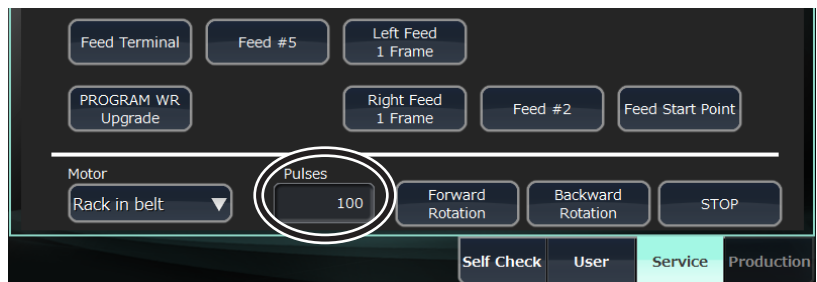 Feed Terminal
Feed #5
Left Feed
1 Frame
PROGRAM WR
Upgrade
Right Feed
1 Frame
Feed #2
Feed Start Point
Motor
Pulses
Rack in belt
100
Forward
Rotation
Backward
Rotation
STOP
Self Check
User
Service
Production